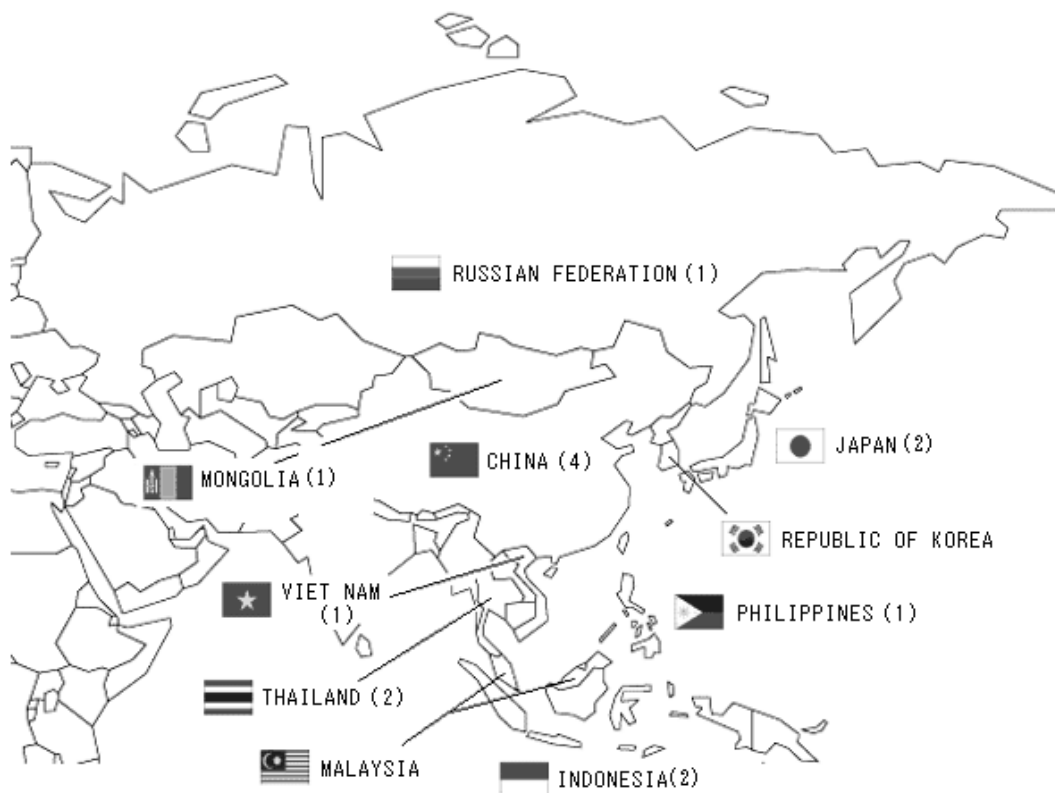 RUSSIAN FEDERATION(1)
JAPAN(2)
CHINA(4)
MONGOLIA(1)
REPUBLIC OF KOREA
VIET NAM
(1)
PHILIPPINES(1)
THAILAND(2)
MALAYSIA
INDONESIA(2)